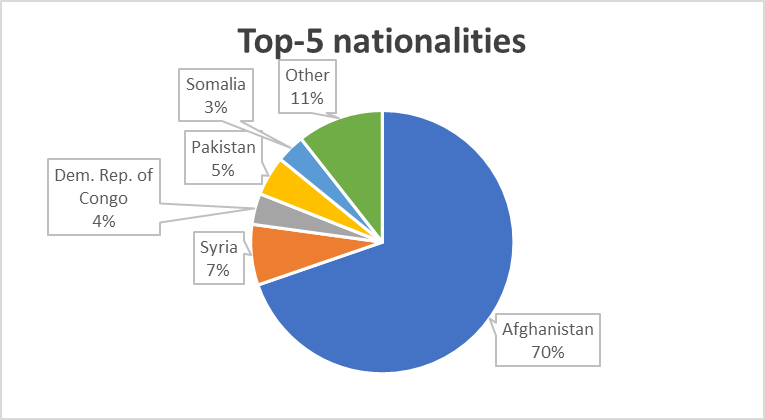 Top-5 nationalities
Somalia
3%
Other
11%
Pakistan
5%
Dem. Rep. of
Congo
4%
Syria
7%
Afghanistan
70%